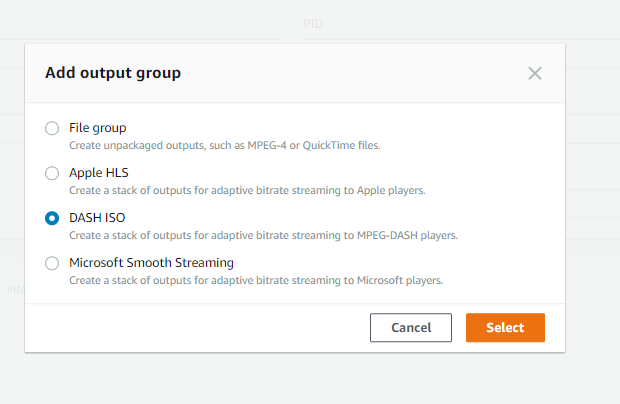 PID
Add output group
File group
Create unpackaged outputs, such as MPEG-4 or QuickTime files.
Apple HLS
Create a stack of outputs for adaptive bitrate streaming to Apple players.
DASH ISO
Create a stack of outputs for adaptive bitrate streaming to MPEG-DASH players.
Microsoft Smooth Streaming
Create a stack of outputs for adaptive bitrate streaming to Microsoft players.
Cancel
Select